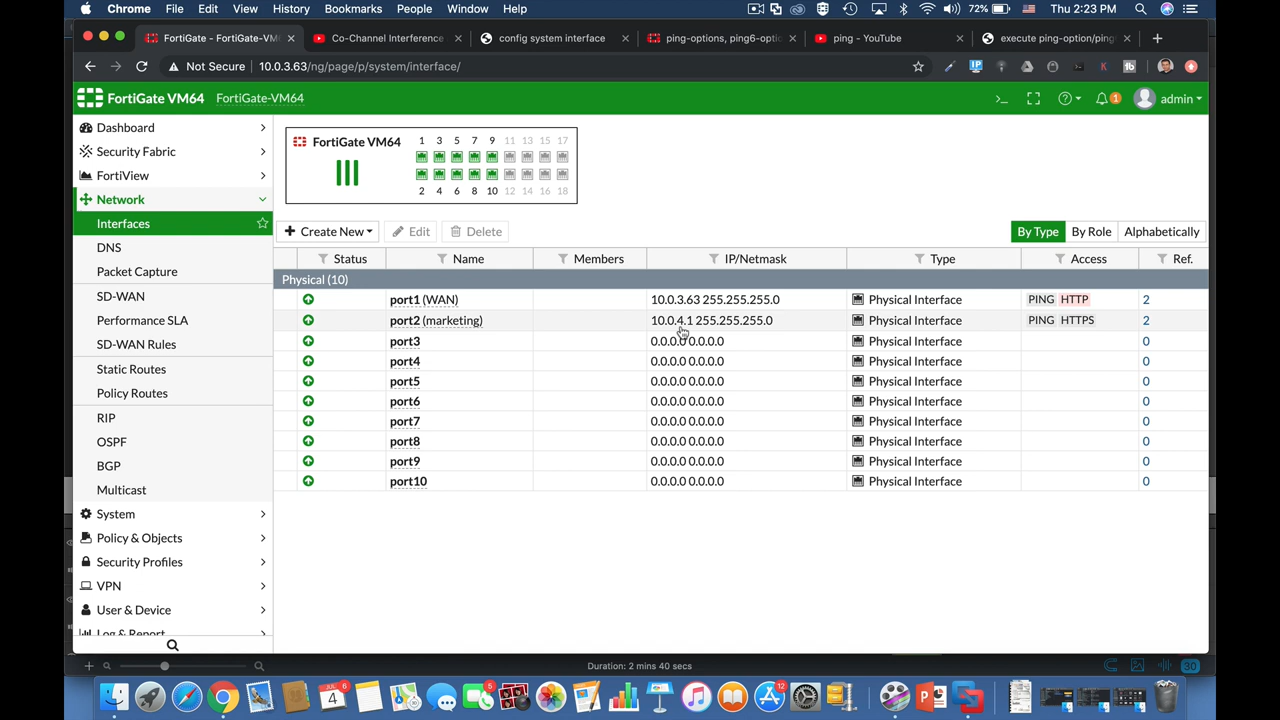 Chrome File Edit View History Bookmarks People Window Help 72% Thu 2:23 PM
FortiGate - FortiGate-VM Co-Channel Interference config system interface ping-options, ping6-opti ping - YouTube execute ping-option/ping
Not Secure 10.0.3.63/ng/page/p/system/interface/
FortiGate VM64 FortiGate-VM64 >_ 1 admin
Dashboard
Security Fabric
FortiView
Network
Interfaces
DNS
Packet Capture
SD-WAN
Performance SLA
SD-WAN Rules
Static Routes
Policy Routes
RIP
OSPF
BGP
Multicast
System
Policy & Objects
Security Profiles
VPN
User & Device
Log & Report
FortiGate VM64
1 3 5 7 9 11 13 15 17
2 4 6 8 10 12 14 16 18
Create New Edit Delete By Type By Role Alphabetically
Status Name Members IP/Netmask Type Access Ref.
Physical (10)
port1 (WAN) 10.0.3.63 255.255.255.0 Physical Interface PING HTTP 2
port2 (marketing) 10.0.4.1 255.255.255.0 Physical Interface PING HTTPS 2
port3 0.0.0.0 0.0.0.0 Physical Interface 0
port4 0.0.0.0 0.0.0.0 Physical Interface 0
port5 0.0.0.0 0.0.0.0 Physical Interface 0
port6 0.0.0.0 0.0.0.0 Physical Interface 0
port7 0.0.0.0 0.0.0.0 Physical Interface 0
port8 0.0.0.0 0.0.0.0 Physical Interface 0
port9 0.0.0.0 0.0.0.0 Physical Interface 0
port10 0.0.0.0 0.0.0.0 Physical Interface 0
Duration: 2 mins 40 secs 30